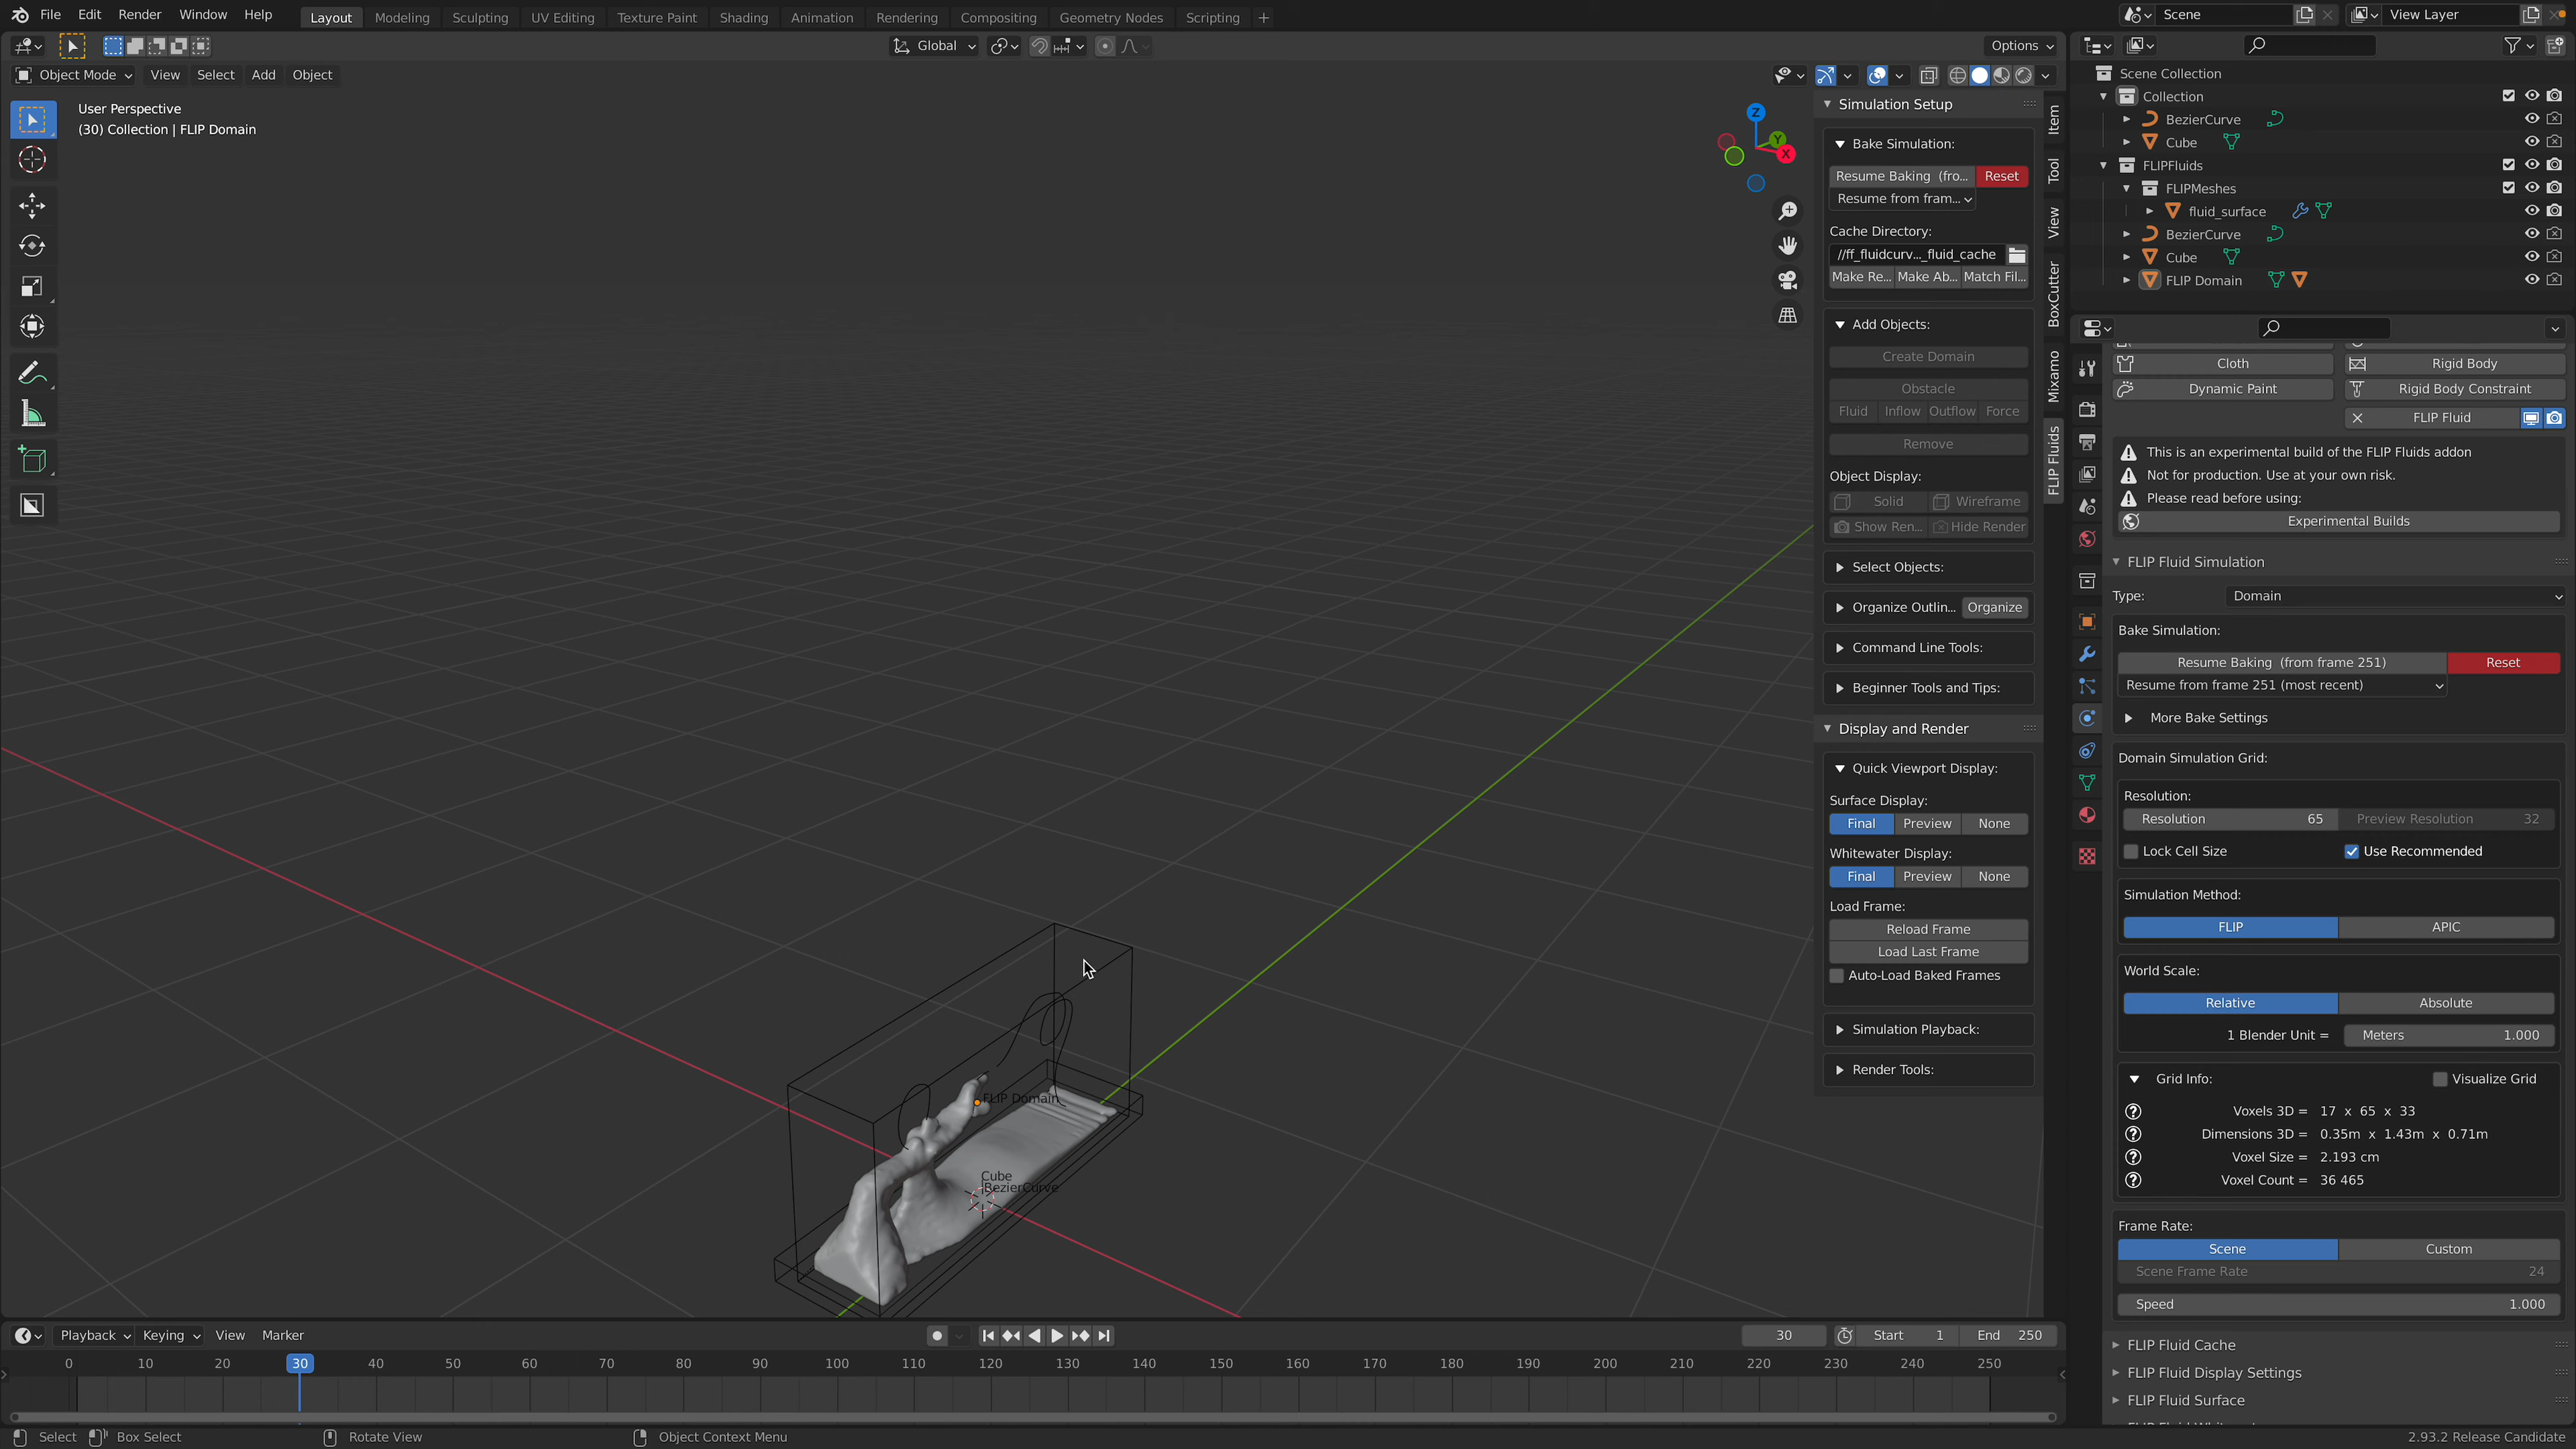 File Edit Render Window Help Layout Modeling Sculpting UV Editing Texture Paint Shading Animation Rendering Compositing Geometry Nodes Scripting Scene View Layer
Global Options
Object Mode View Select Add Object
User Perspective
(30) Collection | FLIP Domain
Z
Y
X
FLIP Domain
Cube
BezierCurve
Simulation Setup
Bake Simulation:
Resume Baking (fro... Reset
Resume from fram...
Cache Directory:
//ff_fluidcurv..._fluid_cache
Make Re... Make Ab... Match Fil...
Add Objects:
Create Domain
Obstacle
Fluid Inflow Outflow Force
Remove
Object Display:
Solid Wireframe
Show Ren... Hide Render
Select Objects:
Organize Outlin... Organize
Command Line Tools:
Beginner Tools and Tips:
Display and Render
Quick Viewport Display:
Surface Display:
Final Preview None
Whitewater Display:
Final Preview None
Load Frame:
Reload Frame
Load Last Frame
Auto-Load Baked Frames
Simulation Playback:
Render Tools:
Item
Tool
View
BoxCutter
Mixamo
FLIP Fluids
Scene Collection
Collection
BezierCurve
Cube
FLIPFluids
FLIPMeshes
fluid_surface
BezierCurve
Cube
FLIP Domain
Cloth Rigid Body
Dynamic Paint Rigid Body Constraint
FLIP Fluid
This is an experimental build of the FLIP Fluids addon
Not for production. Use at your own risk.
Please read before using:
Experimental Builds
FLIP Fluid Simulation
Type: Domain
Bake Simulation:
Resume Baking (from frame 251) Reset
Resume from frame 251 (most recent)
More Bake Settings
Domain Simulation Grid:
Resolution:
Resolution 65 Preview Resolution 32
Lock Cell Size Use Recommended
Simulation Method:
FLIP APIC
World Scale:
Relative Absolute
1 Blender Unit = Meters 1.000
Grid Info: Visualize Grid
Voxels 3D = 17 x 65 x 33
Dimensions 3D = 0.35m x 1.43m x 0.71m
Voxel Size = 2.193 cm
Voxel Count = 36 465
Frame Rate:
Scene Custom
Scene Frame Rate 24
Speed 1.000
FLIP Fluid Cache
FLIP Fluid Display Settings
FLIP Fluid Surface
Playback Keying View Marker 30 Start 1 End 250
0 10 20 30 40 50 60 70 80 90 100 110 120 130 140 150 160 170 180 190 200 210 220 230 240 250
Select Box Select Rotate View Object Context Menu 2.93.2 Release Candidate